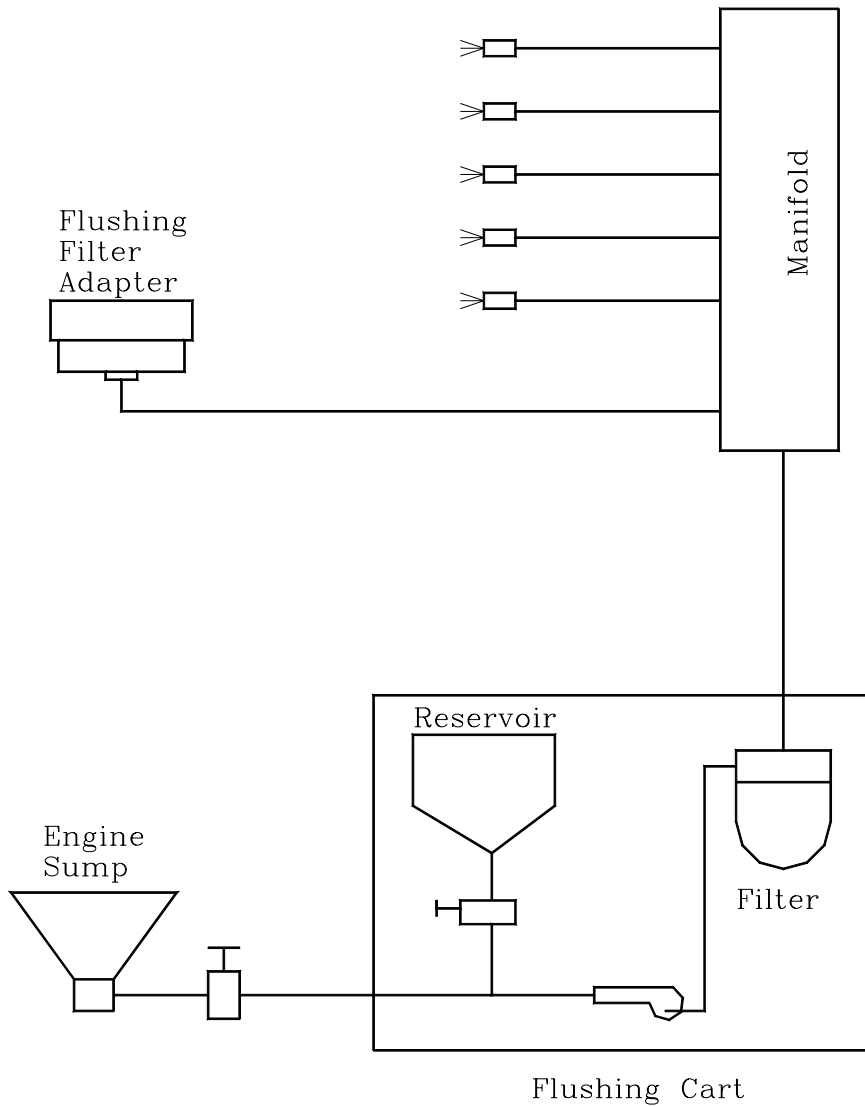 Manifold
Flushing
Filter
Adapter
Reservoir
Engine
Sump
Filter
Flushing Cart